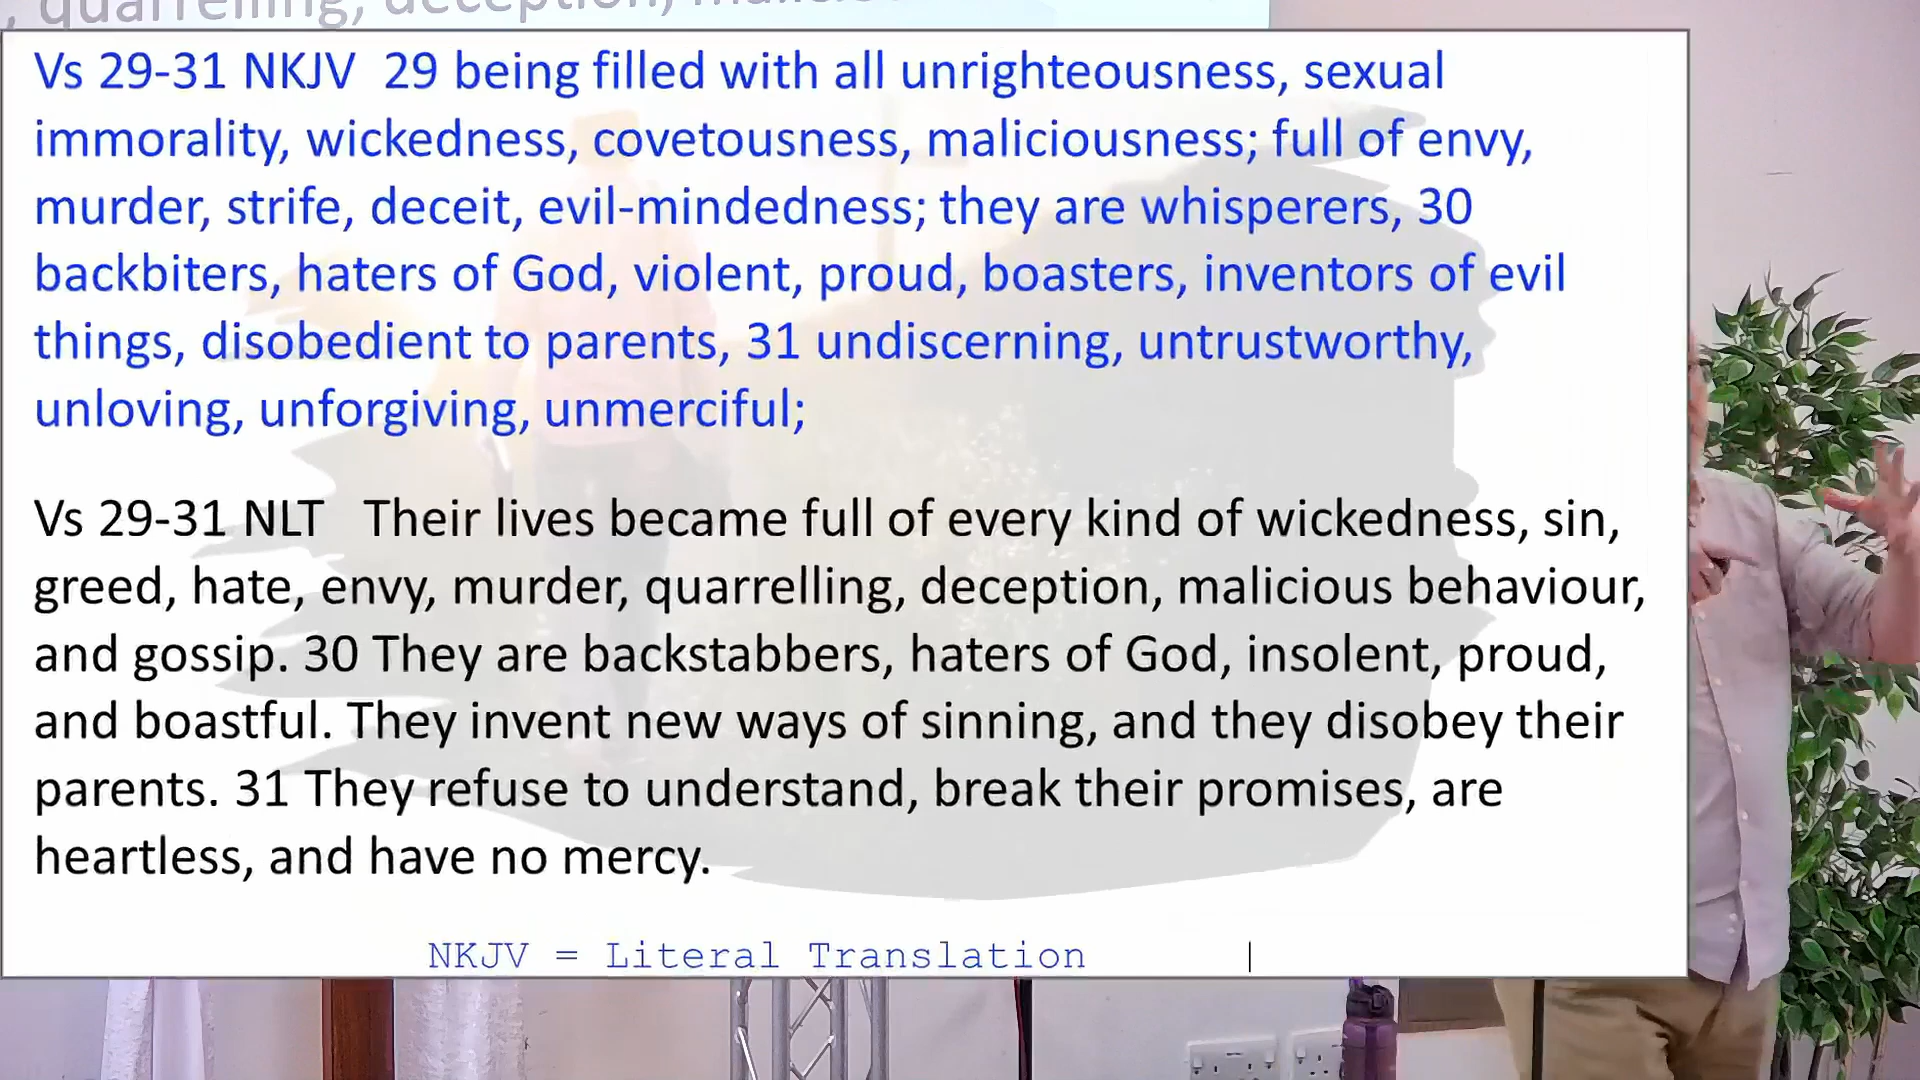 , quarrelling, deception, malicious
Vs 29-31 NKJV  29 being filled with all unrighteousness, sexual
immorality, wickedness, covetousness, maliciousness; full of envy,
murder, strife, deceit, evil-mindedness; they are whisperers, 30
backbiters, haters of God, violent, proud, boasters, inventors of evil
things, disobedient to parents, 31 undiscerning, untrustworthy,
unloving, unforgiving, unmerciful;
Vs 29-31 NLT   Their lives became full of every kind of wickedness, sin,
greed, hate, envy, murder, quarrelling, deception, malicious behaviour,
and gossip. 30 They are backstabbers, haters of God, insolent, proud,
and boastful. They invent new ways of sinning, and they disobey their
parents. 31 They refuse to understand, break their promises, are
heartless, and have no mercy.
NKJV = Literal Translation